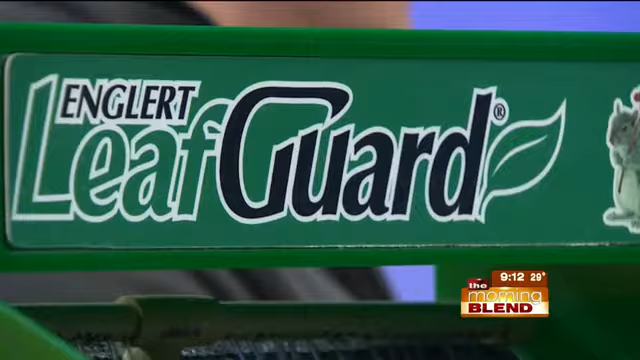 ENGLERT
LeafGuard®
9:12 29°
the
morning
BLEND